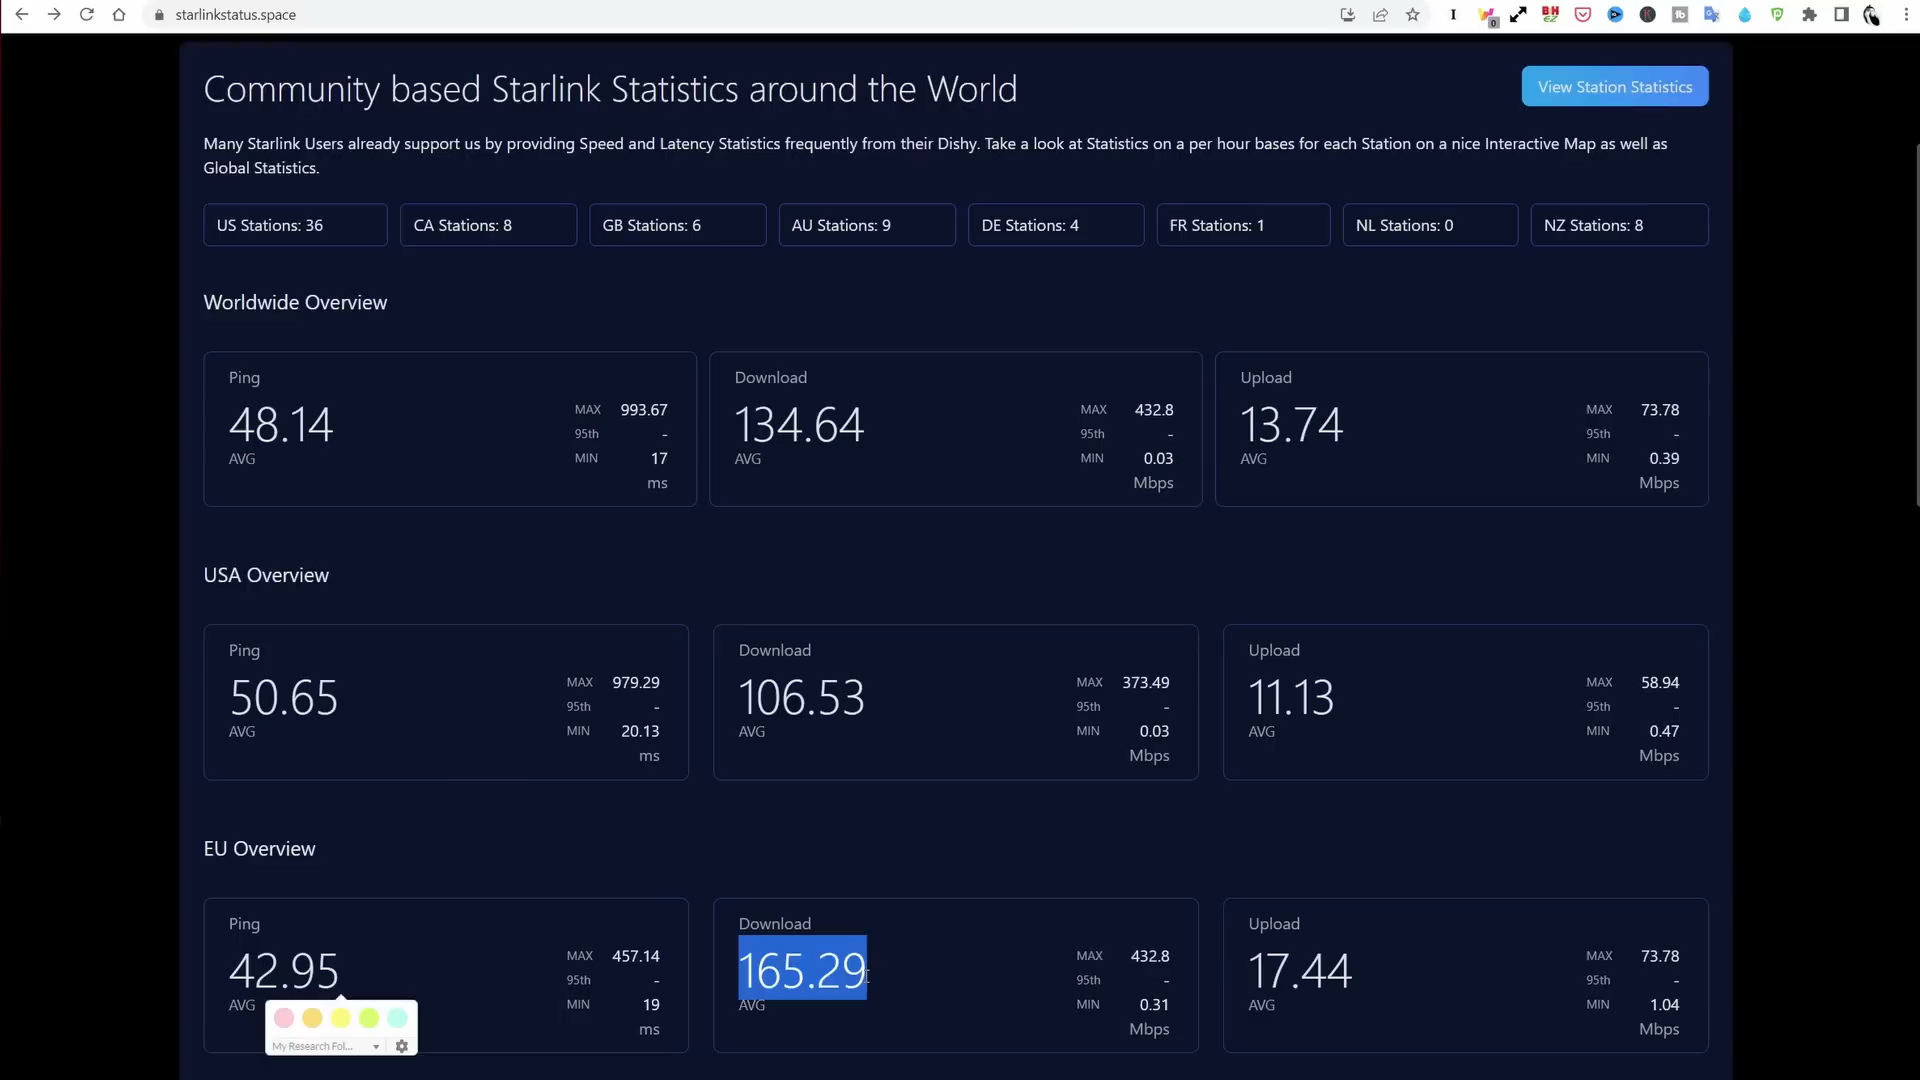 starlinkstatus.space
Community based Starlink Statistics around the World
View Station Statistics
Many Starlink Users already support us by providing Speed and Latency Statistics frequently from their Dishy. Take a look at Statistics on a per hour bases for each Station on a nice Interactive Map as well as
Global Statistics.
US Stations: 36
CA Stations: 8
GB Stations: 6
AU Stations: 9
DE Stations: 4
FR Stations: 1
NL Stations: 0
NZ Stations: 8
Worldwide Overview
Ping
48.14
AVG
MAX 993.67
95th -
MIN 17
ms
Download
134.64
AVG
MAX 432.8
95th -
MIN 0.03
Mbps
Upload
13.74
AVG
MAX 73.78
95th -
MIN 0.39
Mbps
USA Overview
Ping
50.65
AVG
MAX 979.29
95th -
MIN 20.13
ms
Download
106.53
AVG
MAX 373.49
95th -
MIN 0.03
Mbps
Upload
11.13
AVG
MAX 58.94
95th -
MIN 0.47
Mbps
EU Overview
Ping
42.95
AVG
MAX 457.14
95th -
MIN 19
ms
My Research Fol...
Download
165.29
AVG
MAX 432.8
95th -
MIN 0.31
Mbps
Upload
17.44
AVG
MAX 73.78
95th -
MIN 1.04
Mbps